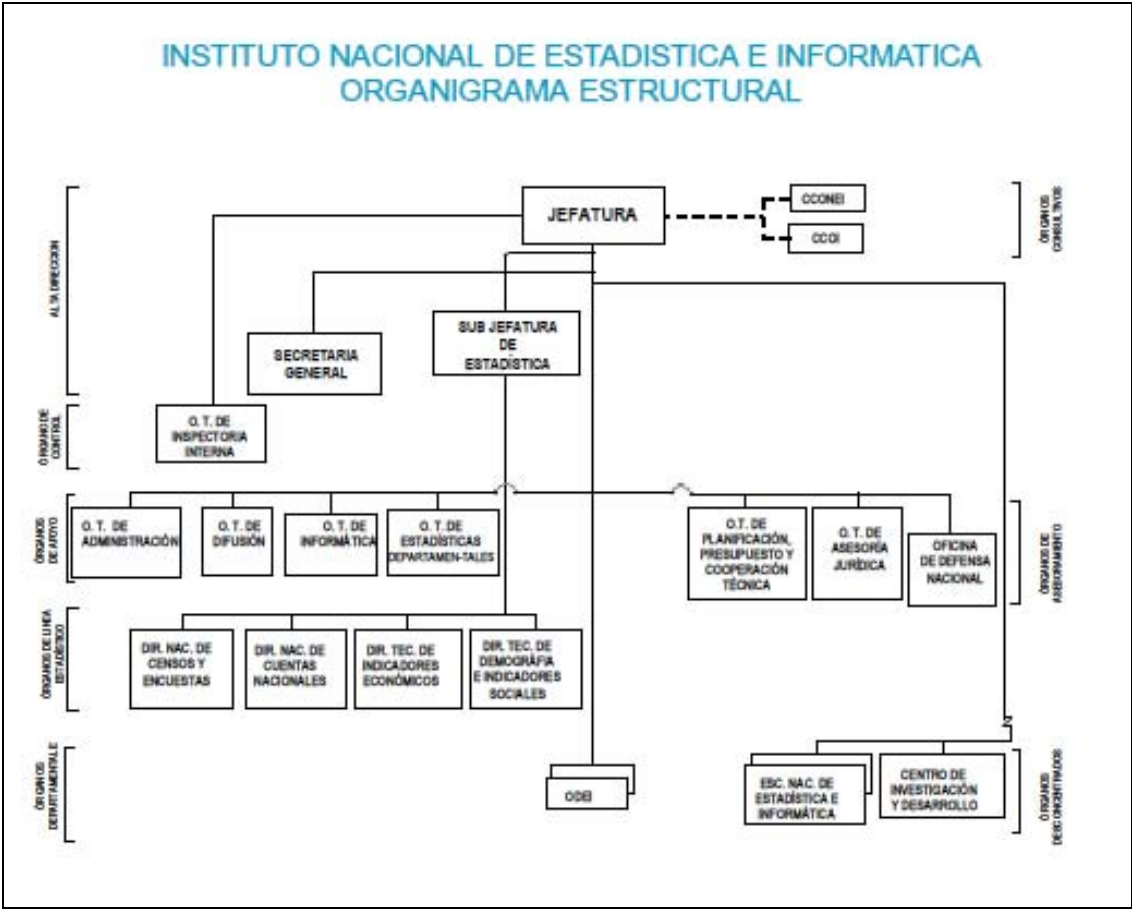 INSTITUTO NACIONAL DE ESTADISTICA E INFORMATICA
ORGANIGRAMA ESTRUCTURAL
JEFATURA
CCONEI
CCOI
ÓRGANOS
CONSULTIVOS
ALTA DIRECCION
SUB JEFATURA
DE
ESTADÍSTICA
SECRETARIA
GENERAL
ÓRGANO DE
CONTROL
O. T. DE
INSPECTORIA
INTERNA
ÓRGANOS
DE APOYO
O. T. DE
ADMINISTRACIÓN
O. T. DE
DIFUSIÓN
O. T. DE
INFORMÀTICA
O. T. DE
ESTADÍSTICAS
DEPARTAMEN-TALES
O.T. DE
PLANIFICACIÓN,
PRESUPUESTO Y
COOPERACIÓN
TÉCNICA
O. T. DE
ASESORÍA
JURÍDICA
OFICINA
DE DEFENSA
NACIONAL
ÓRGANOS DE
ASESORAMIENTO
ÓRGANOS DE LINEA
ESTADÍSTICO
DIR. NAC. DE
CENSOS Y
ENCUESTAS
DIR. NAC. DE
CUENTAS
NACIONALES
DIR. TEC. DE
INDICADORES
ECONÓMICOS
DIR. TEC. DE
DEMOGRÀFIA
E INDICADORES
SOCIALES
ÓRGANOS
DEPARTAMENTALE
ODEI
Z
ESC. NAC. DE
ESTADÍSTICA E
INFORMÁTICA
CENTRO DE
INVESTIGACIÓN
Y DESARROLLO
ÓRGANOS
DESCONCENTRADOS